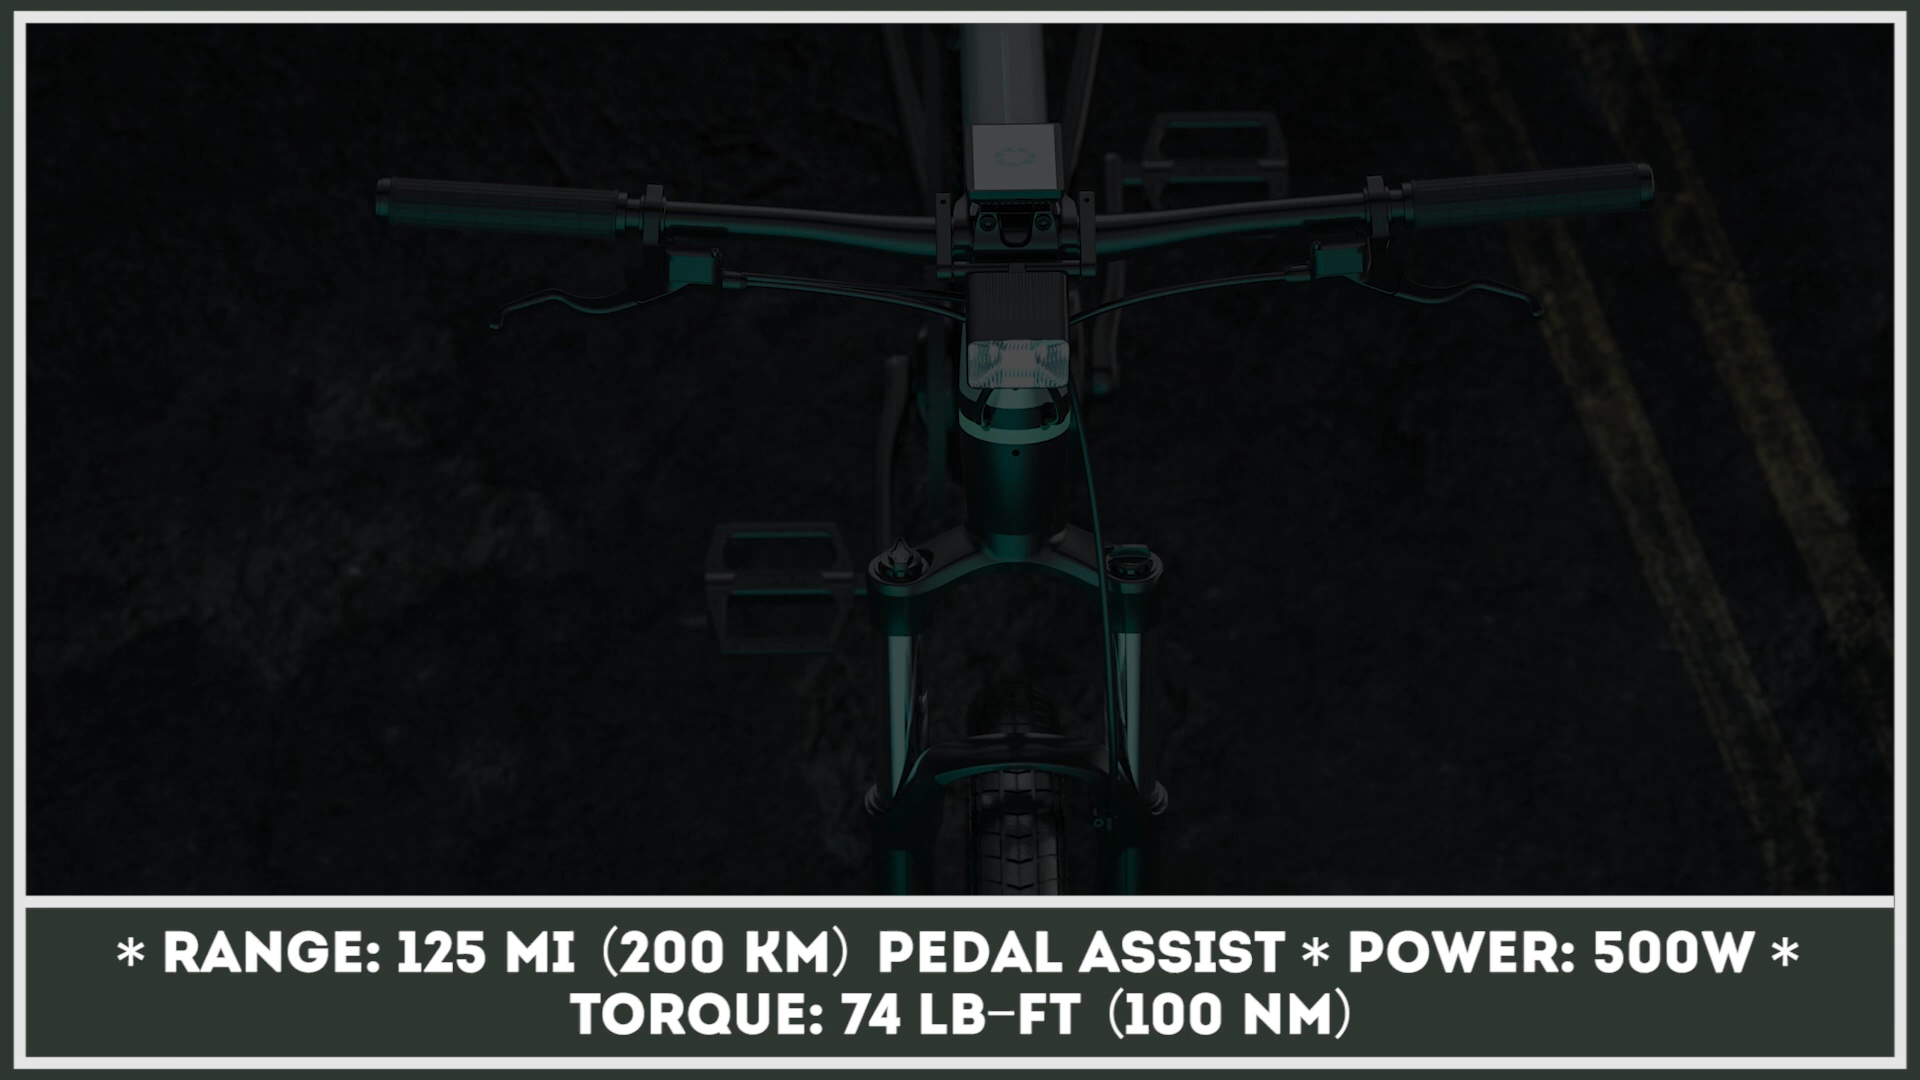 * RANGE: 125 MI (200 KM) PEDAL ASSIST * POWER: 500W *
TORQUE: 74 LB-FT (100 NM)